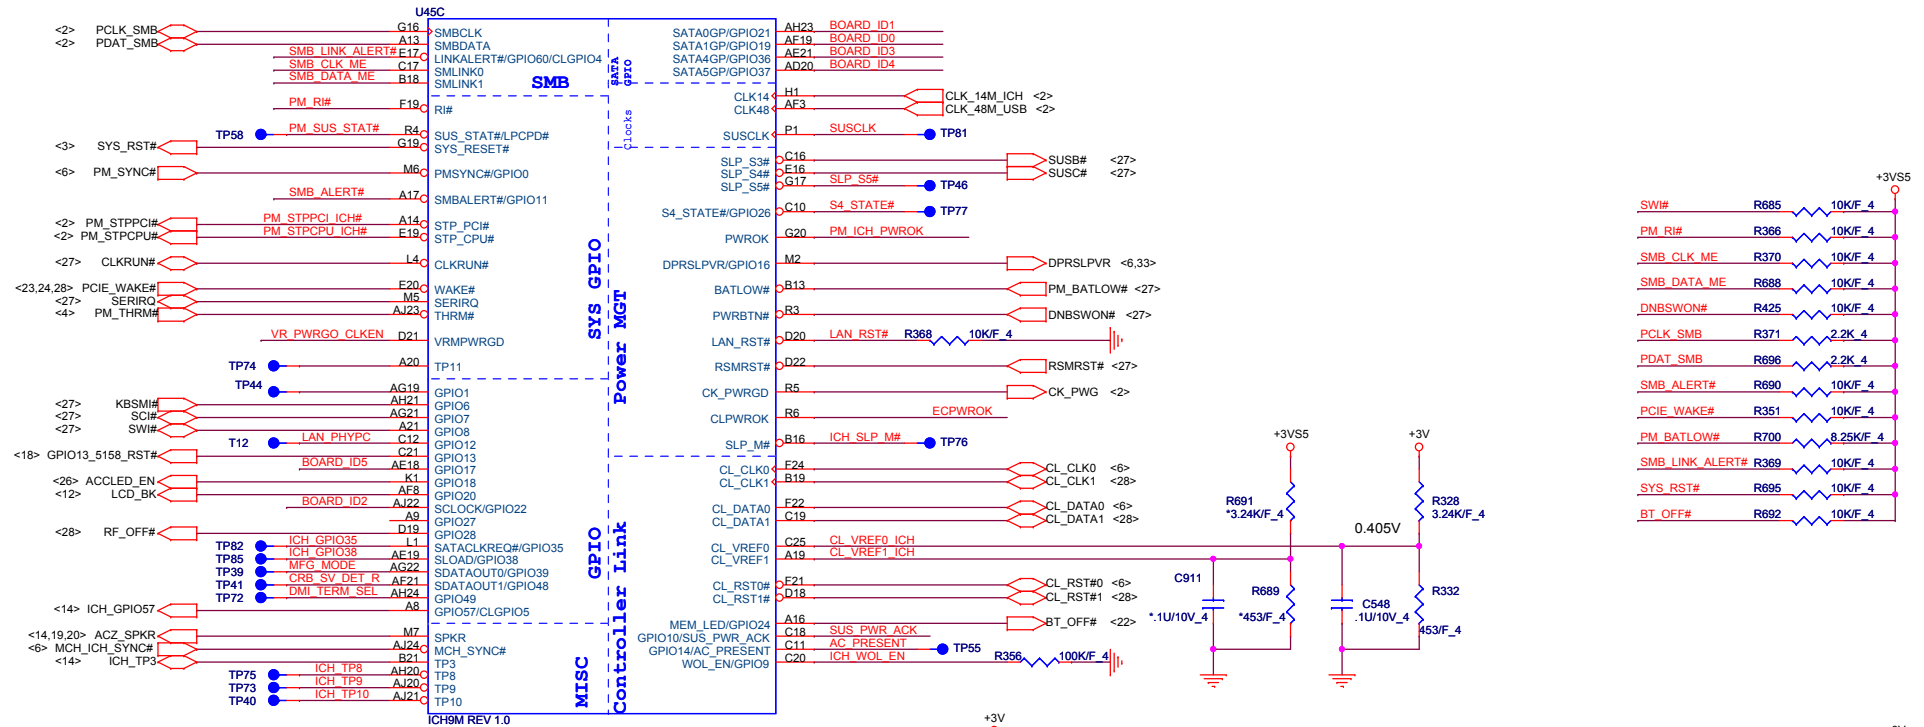 U45C
<2> PCLK_SMB G16 SMBCLK
<2> PDAT_SMB A13 SMBDATA
SMB_LINK_ALERT# E17 LINKALERT#/GPIO60/CLGPIO4
SMB_CLK_ME C17 SMLINK0
SMB_DATA_ME B18 SMLINK1
SMB
PM_RI# F19 RI#
TP58 PM_SUS_STAT# R4 SUS_STAT#/LPCPD#
<3> SYS_RST# G19 SYS_RESET#
<6> PM_SYNC# M6 PMSYNC#/GPIO0
SMB_ALERT# A17 SMBALERT#/GPIO11
<2> PM_STPPCI# PM_STPPCI_ICH# A14 STP_PCI#
<2> PM_STPCPU# PM_STPCPU_ICH# E19 STP_CPU#
<27> CLKRUN# L4 CLKRUN#
<23,24,28> PCIE_WAKE# E20 WAKE#
<27> SERIRQ M5 SERIRQ
<4> PM_THRM# AJ23 THRM#
VR_PWRGO_CLKEN D21 VRMPWRGD
TP74 A20 TP11
SYS GPIO
TP44 AG19 GPIO1
<27> KBSMI# AH21 GPIO6
<27> SCI# AG21 GPIO7
<27> SWI# A21 GPIO8
T12 LAN_PHYPC C12 GPIO12
<18> GPIO13_5158_RST# C21 GPIO13
BOARD_ID5 AE18 GPIO17
<26> ACCLED_EN K1 GPIO18
<12> LCD_BK AF8 GPIO20
BOARD_ID2 AJ22 SCLOCK/GPIO22
A9 GPIO27
<28> RF_OFF# D19 GPIO28
TP82 ICH_GPIO35 L1 SATACLKREQ#/GPIO35
TP85 ICH_GPIO38 AE19 SLOAD/GPIO38
TP39 MFG_MODE AG22 SDATAOUT0/GPIO39
TP41 CRB_SV_DET_R AF21 SDATAOUT1/GPIO48
TP72 DMI_TERM_SEL AH24 GPIO49
<14> ICH_GPIO57 A8 GPIO57/CLGPIO5
GPIO
<14,19,20> ACZ_SPKR M7 SPKR
<6> MCH_ICH_SYNC# AJ24 MCH_SYNC#
<14> ICH_TP3 B21 TP3
TP75 ICH_TP8 AH20 TP8
TP73 ICH_TP9 AJ20 TP9
TP40 ICH_TP10 AJ21 TP10
MISC
ICH9M REV 1.0
SATA
GPIO
SATA0GP/GPIO21 AH23 BOARD_ID1
SATA1GP/GPIO19 AF19 BOARD_ID0
SATA4GP/GPIO36 AE21 BOARD_ID3
SATA5GP/GPIO37 AD20 BOARD_ID4
Clocks
CLK14 H1 CLK_14M_ICH <2>
CLK48 AF3 CLK_48M_USB <2>
SUSCLK P1 SUSCLK TP81
SLP_S3# C16 SUSB# <27>
SLP_S4# E16 SUSC# <27>
SLP_S5# G17 SLP_S5# TP46
S4_STATE#/GPIO26 C10 S4_STATE# TP77
PWROK G20 PM_ICH_PWROK
DPRSLPVR/GPIO16 M2 DPRSLPVR <6,33>
BATLOW# B13 PM_BATLOW# <27>
PWRBTN# R3 DNBSWON# <27>
LAN_RST# D20 LAN_RST# R368 10K/F_4
RSMRST# D22 RSMRST# <27>
CK_PWRGD R5 CK_PWG <2>
CLPWROK R6 ECPWROK
SLP_M# B16 ICH_SLP_M# TP76
Power MGT
CL_CLK0 F24 CL_CLK0 <6>
CL_CLK1 B19 CL_CLK1 <28>
CL_DATA0 F22 CL_DATA0 <6>
CL_DATA1 C19 CL_DATA1 <28>
CL_VREF0 C25 CL_VREF0_ICH
CL_VREF1 A19 CL_VREF1_ICH
CL_RST0# F21 CL_RST#0 <6>
CL_RST1# D18 CL_RST#1 <28>
MEM_LED/GPIO24 A16 BT_OFF# <22>
GPIO10/SUS_PWR_ACK C18 SUS_PWR_ACK
GPIO14/AC_PRESENT C11 AC_PRESENT TP55
WOL_EN/GPIO9 C20 ICH_WOL_EN R356 100K/F_4
Controller Link
+3VS5
R691
*3.24K/F_4
+3V
R328
3.24K/F_4
0.405V
C911
*.1U/10V_4
R689
*453/F_4
C548
.1U/10V_4
R332
453/F_4
+3VS5
SWI# R685 10K/F_4
PM_RI# R366 10K/F_4
SMB_CLK_ME R370 10K/F_4
SMB_DATA_ME R688 10K/F_4
DNBSWON# R425 10K/F_4
PCLK_SMB R371 2.2K_4
PDAT_SMB R696 2.2K_4
SMB_ALERT# R690 10K/F_4
PCIE_WAKE# R351 10K/F_4
PM_BATLOW# R700 8.25K/F_4
SMB_LINK_ALERT# R369 10K/F_4
SYS_RST# R695 10K/F_4
BT_OFF# R692 10K/F_4
+3V